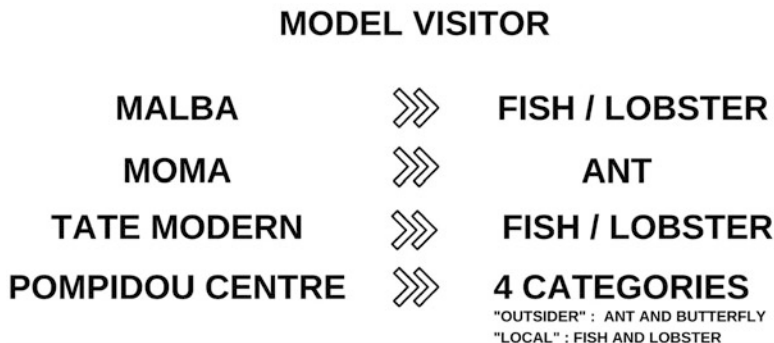 MODEL VISITOR
MALBA FISH / LOBSTER
MOMA ANT
TATE MODERN FISH / LOBSTER
POMPIDOU CENTRE 4 CATEGORIES
"OUTSIDER" : ANT AND BUTTERFLY
"LOCAL" : FISH AND LOBSTER